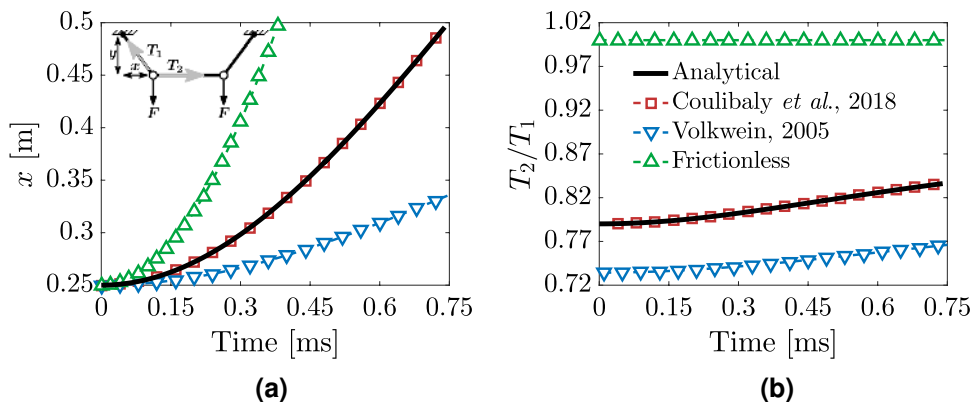 0.5
0.45
0.4
0.35
0.3
0.25
x [m]
y
x
T1
T2
F
F
0 0.15 0.3 0.45 0.6 0.75
Time [ms]
(a)
1.02
0.97
0.92
0.87
0.82
0.77
0.72
T2/T1
Analytical
Coulibaly et al., 2018
Volkwein, 2005
Frictionless
0 0.15 0.3 0.45 0.6 0.75
Time [ms]
(b)